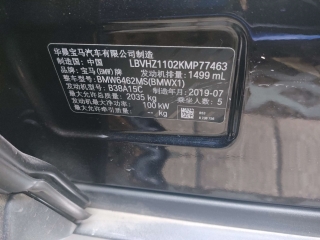 华晨宝马汽车有限公司制造
制造国：中国 LBVHZ1102KMP77463
品牌：宝马(BMW)牌 发动机排量：1499 mL
整车型号：BMW6462MS(BMWX1)
发动机型号：B38A15C 制造年月：2019-07
最大允许总质量：2035 kg 乘坐人数：5
发动机最大净功率：100 kW
-- kg